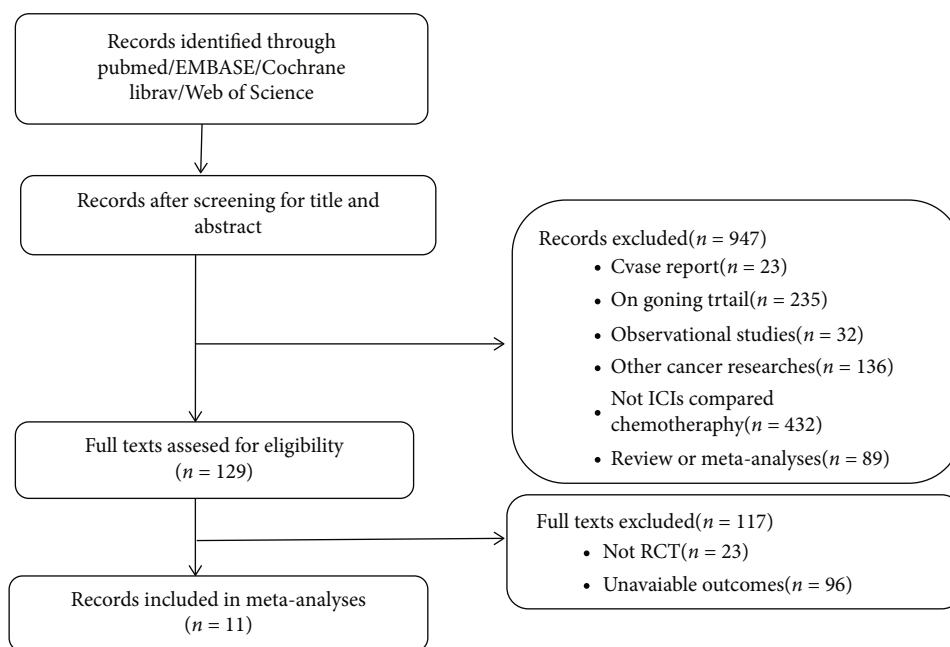 Records identified through
pubmed/EMBASE/Cochrane
librav/Web of Science
Records after screening for title and
abstract
Records excluded(n = 947)
• Cvase report(n = 23)
• On goning trtail(n = 235)
• Observational studies(n = 32)
• Other cancer researches(n = 136)
• Not ICIs compared
chemotheraphy(n = 432)
• Review or meta-analyses(n = 89)
Full texts assesed for eligibility
(n = 129)
Full texts excluded(n = 117)
• Not RCT(n = 23)
• Unavaiable outcomes(n = 96)
Records included in meta-analyses
(n = 11)